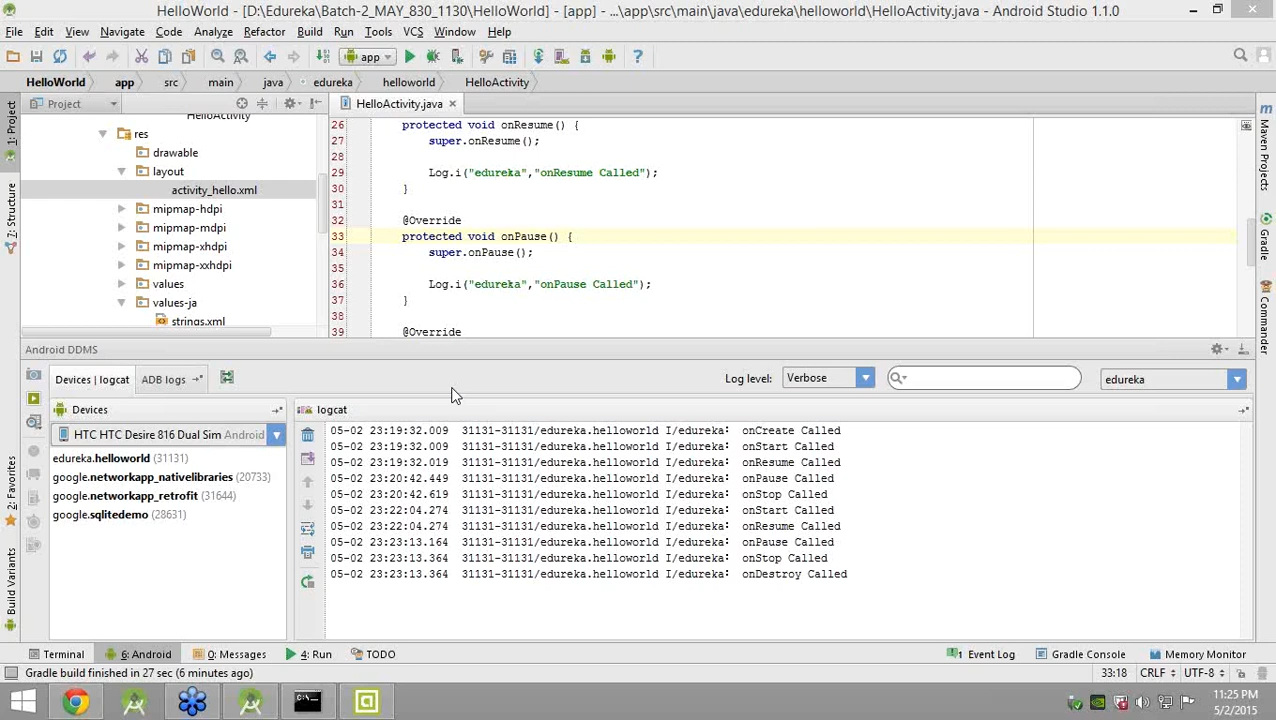 HelloWorld - [D:\Edureka\Batch-2_MAY_830_1130\HelloWorld] - [app] - ...\app\src\main\java\edureka\helloworld\HelloActivity.java - Android Studio 1.1.0
File Edit View Navigate Code Analyze Refactor Build Run Tools VCS Window Help
app
HelloWorld app src main java edureka helloworld HelloActivity
Project
HelloActivity.java
1: Project
7: Structure
2: Favorites
Build Variants
HelloActivity
res
drawable
layout
activity_hello.xml
mipmap-hdpi
mipmap-mdpi
mipmap-xhdpi
mipmap-xxhdpi
values
values-ja
strings.xml
26 protected void onResume() {
27 super.onResume();
28
29 Log.i("edureka","onResume Called");
30 }
31
32 @Override
33 protected void onPause() {
34 super.onPause();
35
36 Log.i("edureka","onPause Called");
37 }
38
39 @Override
Maven Projects
Gradle
Commander
Android DDMS
Devices | logcat ADB logs
Log level: Verbose
edureka
Devices
HTC HTC Desire 816 Dual Sim Android
edureka.helloworld (31131)
google.networkapp_nativelibraries (20733)
google.networkapp_retrofit (31644)
google.sqlitedemo (28631)
logcat
05-02 23:19:32.009 31131-31131/edureka.helloworld I/edureka: onCreate Called
05-02 23:19:32.009 31131-31131/edureka.helloworld I/edureka: onStart Called
05-02 23:19:32.019 31131-31131/edureka.helloworld I/edureka: onResume Called
05-02 23:20:42.449 31131-31131/edureka.helloworld I/edureka: onPause Called
05-02 23:20:42.619 31131-31131/edureka.helloworld I/edureka: onStop Called
05-02 23:22:04.274 31131-31131/edureka.helloworld I/edureka: onStart Called
05-02 23:22:04.274 31131-31131/edureka.helloworld I/edureka: onResume Called
05-02 23:23:13.164 31131-31131/edureka.helloworld I/edureka: onPause Called
05-02 23:23:13.364 31131-31131/edureka.helloworld I/edureka: onStop Called
05-02 23:23:13.364 31131-31131/edureka.helloworld I/edureka: onDestroy Called
Terminal 6: Android 0: Messages 4: Run TODO 1 Event Log Gradle Console Memory Monitor
Gradle build finished in 27 sec (6 minutes ago) 33:18 CRLF UTF-8
11:25 PM
5/2/2015